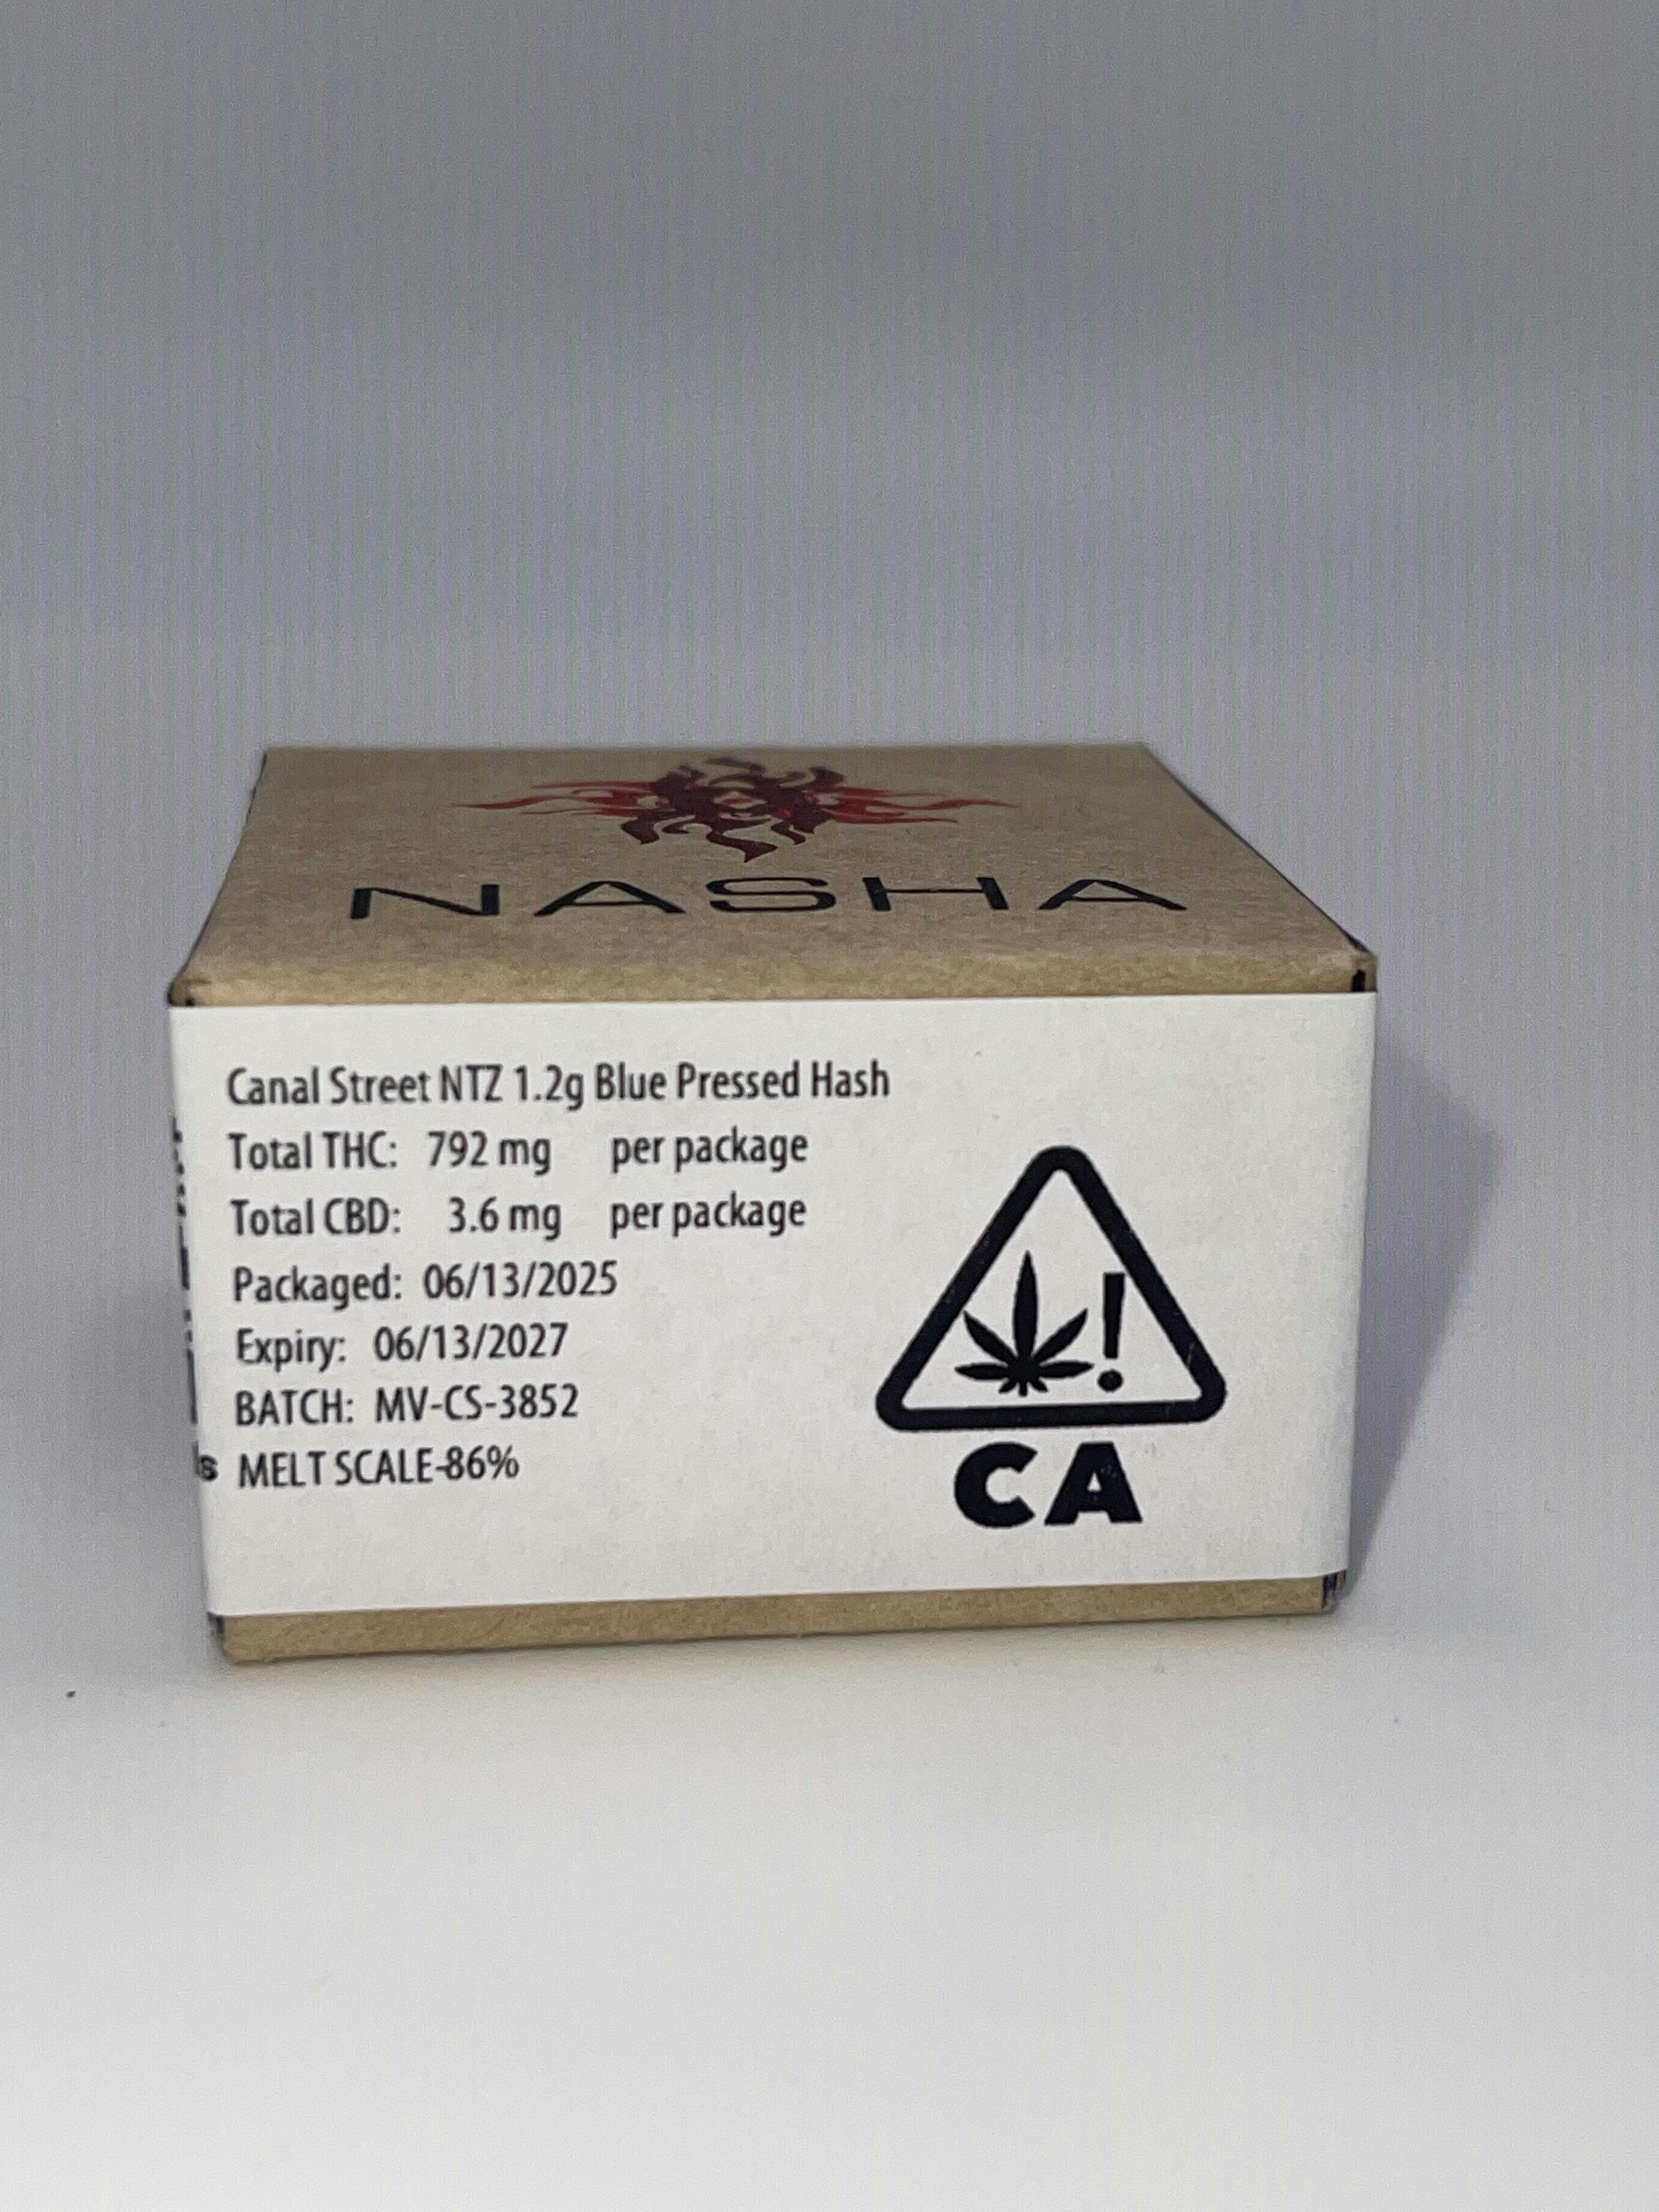 NASHA
Canal Street NTZ 1.2g Blue Pressed Hash
Total THC: 792 mg per package
Total CBD: 3.6 mg per package
Packaged: 06/13/2025
Expiry: 06/13/2027
BATCH: MV-CS-3852
MELT SCALE-86%
CA